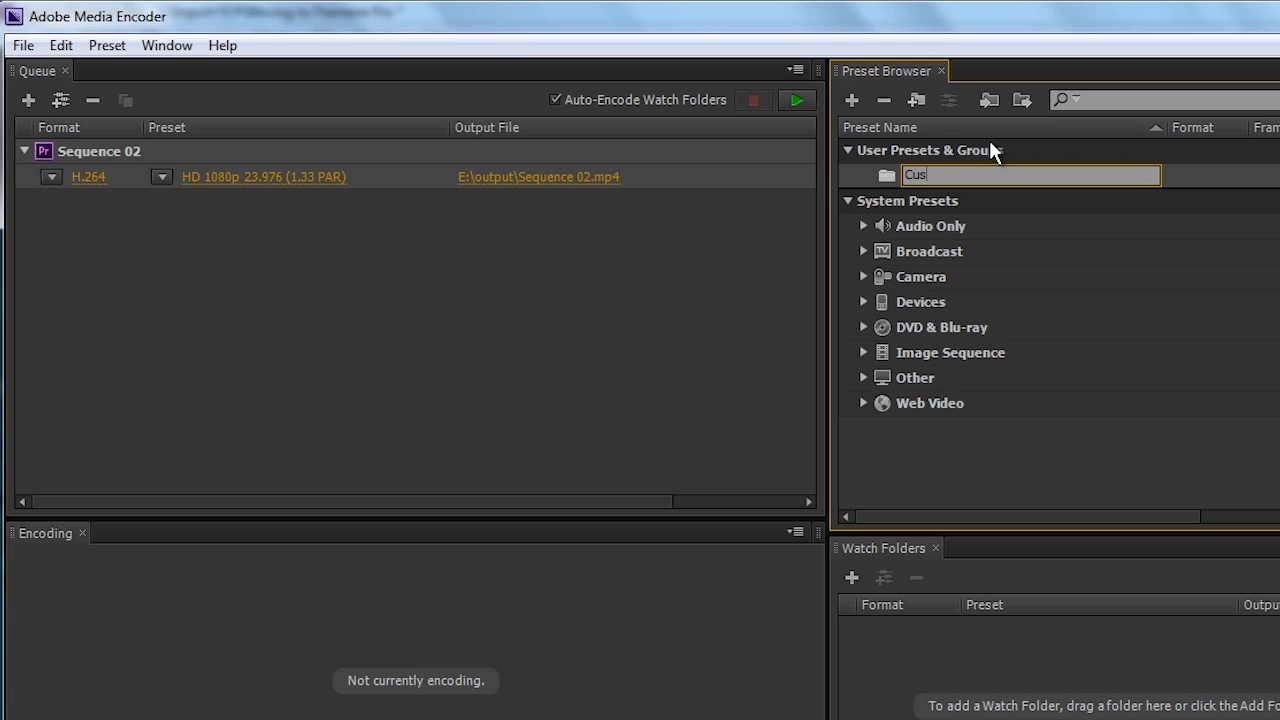 Adobe Media Encoder
File Edit Preset Window Help
Queue
Preset Browser
Auto-Encode Watch Folders
Format Preset Output File
Preset Name Format Fram
Pr Sequence 02
User Presets & Grou
H.264 HD 1080p 23.976 (1.33 PAR) E:\output\Sequence 02.mp4
Cus
System Presets
Audio Only
TV Broadcast
Camera
Devices
DVD & Blu-ray
Image Sequence
Other
Web Video
Encoding
Watch Folders
Format Preset Outpu
Not currently encoding.
To add a Watch Folder, drag a folder here or click the Add Fo